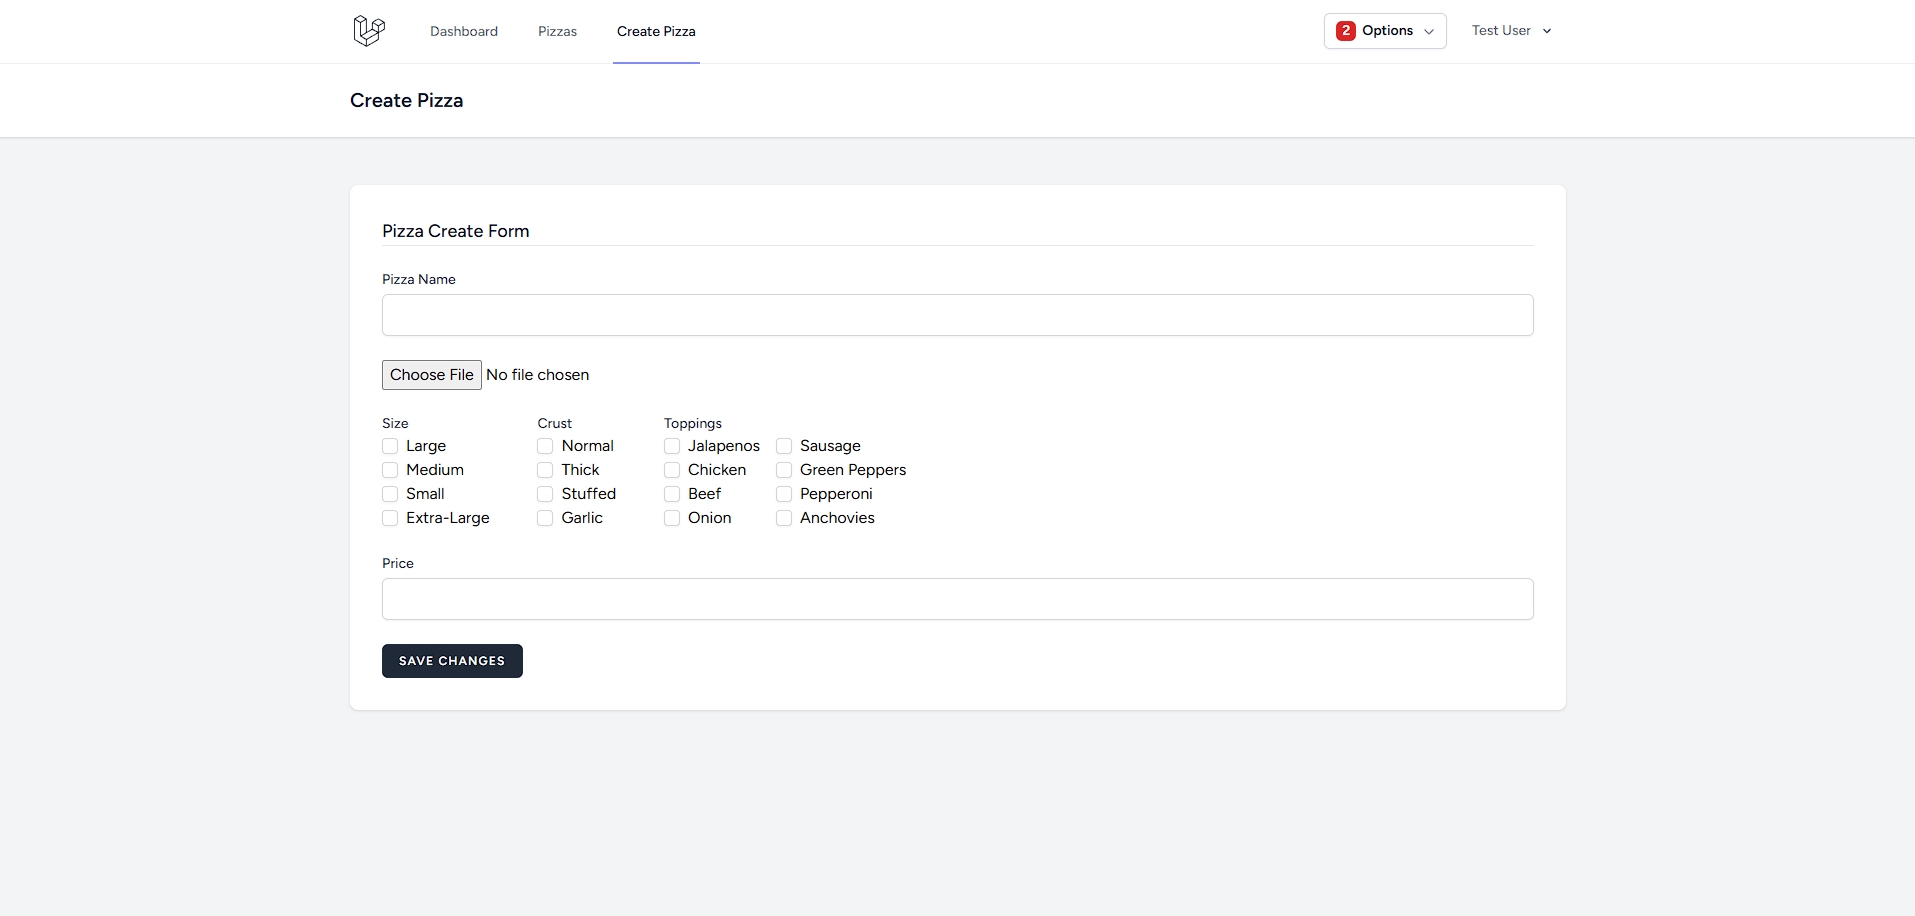 Dashboard Pizzas Create Pizza 2 Options Test User
Create Pizza
Pizza Create Form
Pizza Name
Choose File No file chosen
Size Crust Toppings
Large Normal Jalapenos Sausage
Medium Thick Chicken Green Peppers
Small Stuffed Beef Pepperoni
Extra-Large Garlic Onion Anchovies
Price
SAVE CHANGES